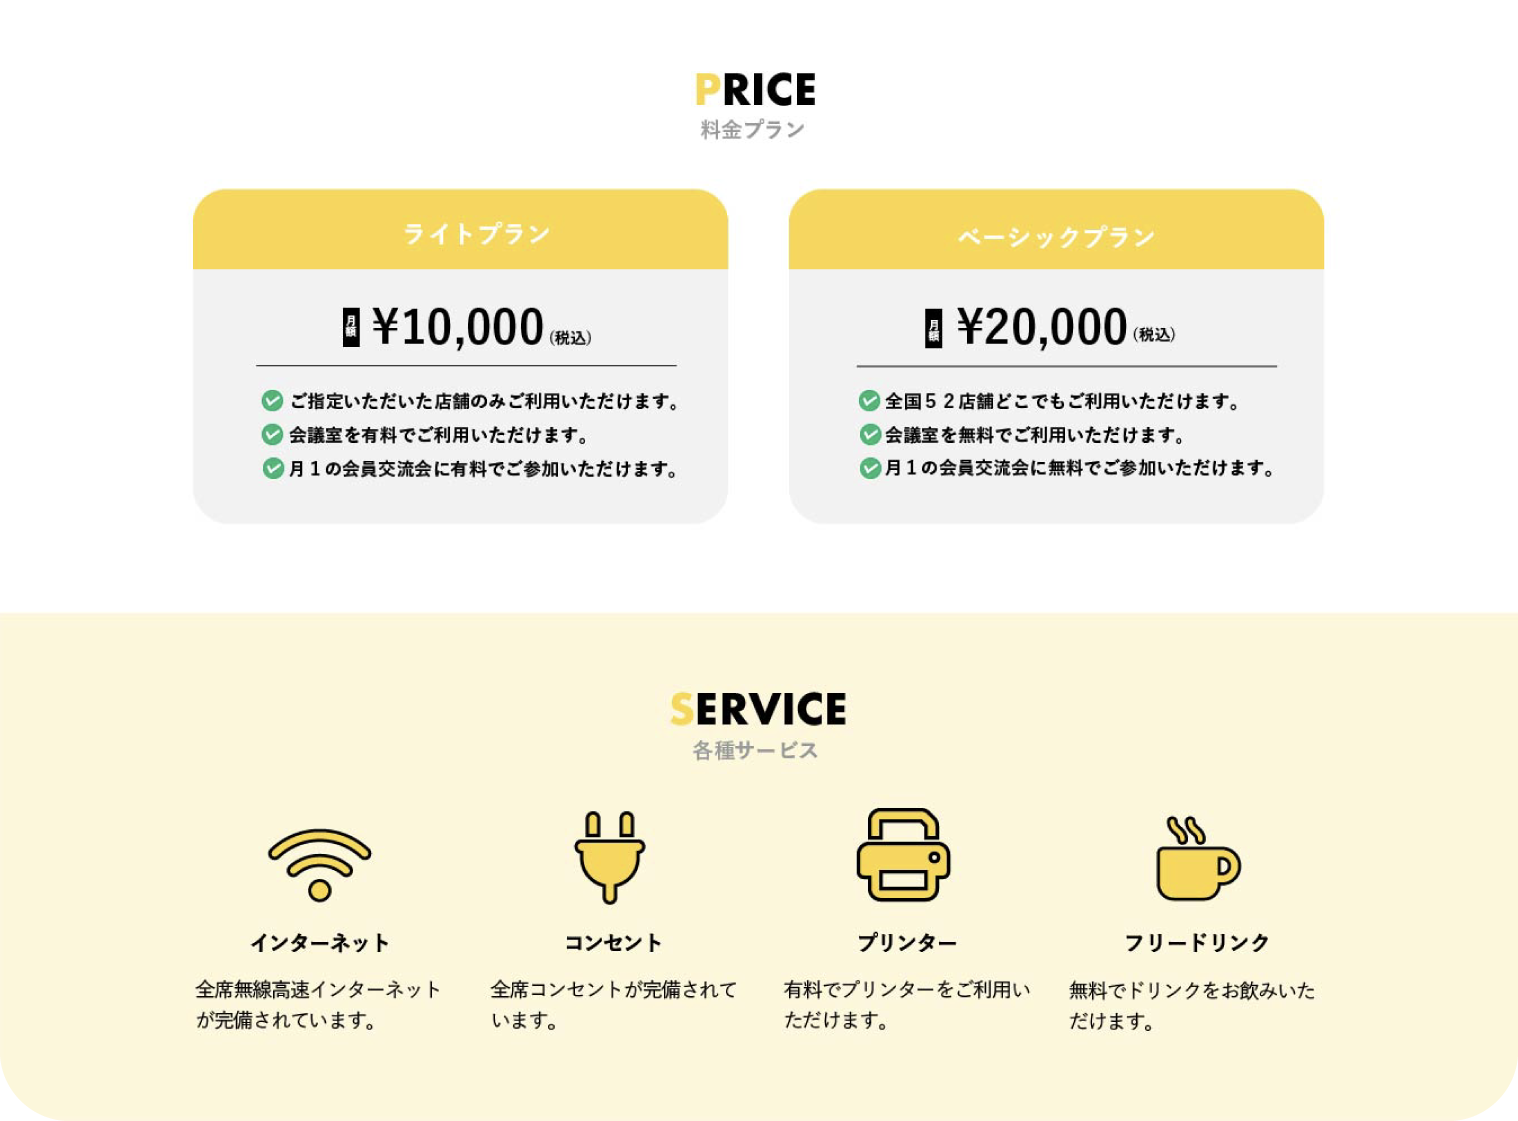 PRICE
料金プラン
ライトプラン
月額 ¥10,000 (税込)
ご指定いただいた店舗のみご利用いただけます。
会議室を有料でご利用いただけます。
月１の会員交流会に有料でご参加いただけます。
ベーシックプラン
月額 ¥20,000 (税込)
全国５２店舗どこでもご利用いただけます。
会議室を無料でご利用いただけます。
月１の会員交流会に無料でご参加いただけます。
SERVICE
各種サービス
インターネット
全席無線高速インターネット
が完備されています。
コンセント
全席コンセントが完備されて
います。
プリンター
有料でプリンターをご利用い
ただけます。
フリードリンク
無料でドリンクをお飲みいた
だけます。